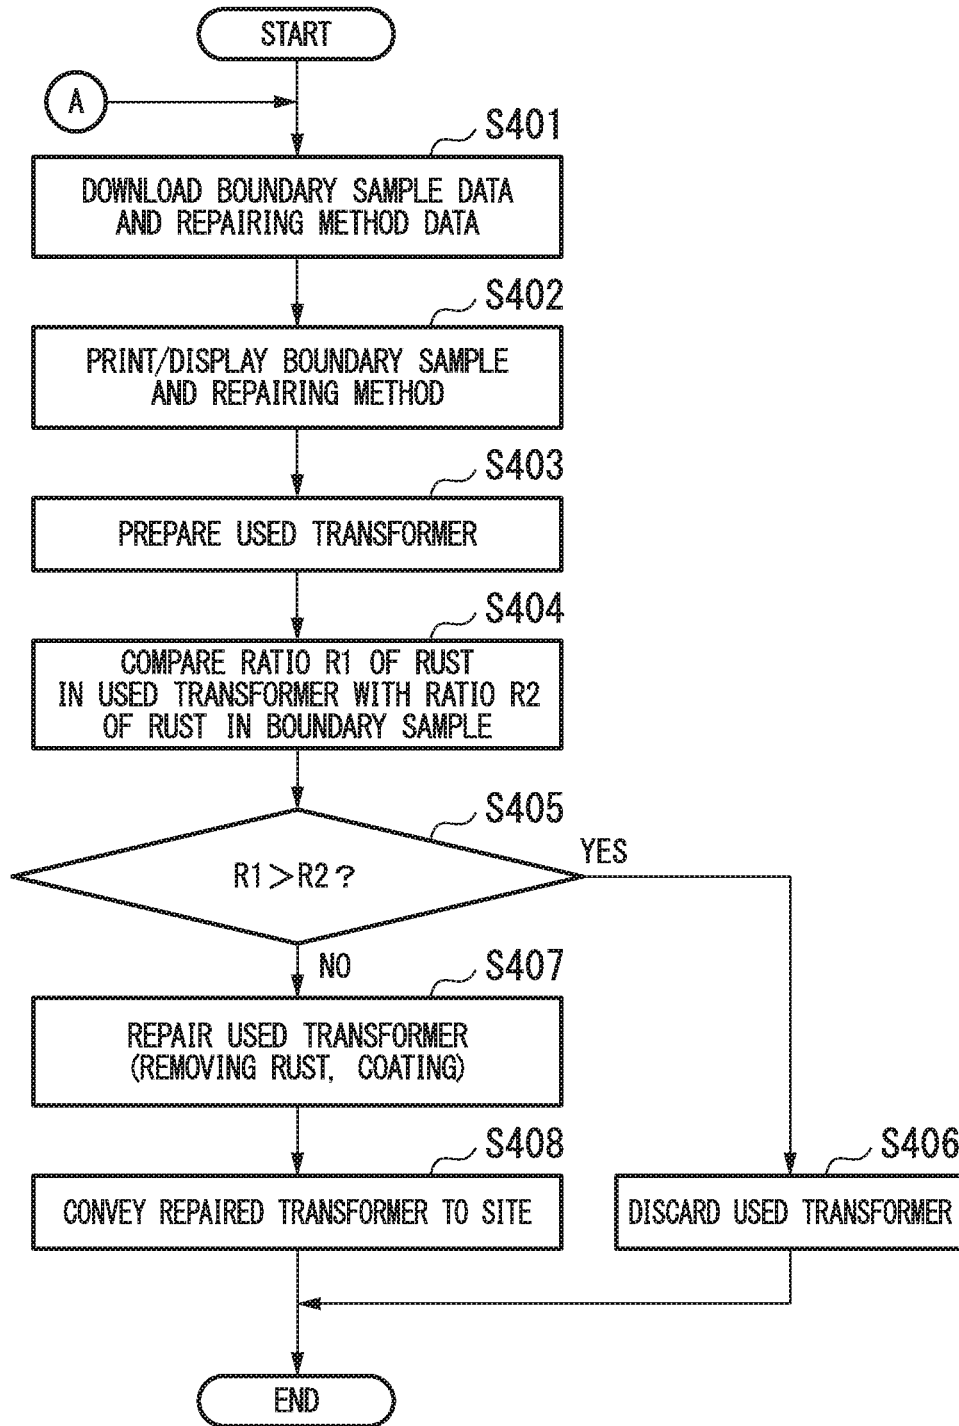 START
A
S401
DOWNLOAD BOUNDARY SAMPLE DATA
AND REPAIRING METHOD DATA
S402
PRINT/DISPLAY BOUNDARY SAMPLE
AND REPAIRING METHOD
S403
PREPARE USED TRANSFORMER
S404
COMPARE RATIO R1 OF RUST
IN USED TRANSFORMER WITH RATIO R2
OF RUST IN BOUNDARY SAMPLE
S405
R1>R2?
YES
NO
S407
REPAIR USED TRANSFORMER
(REMOVING RUST, COATING)
S408
CONVEY REPAIRED TRANSFORMER TO SITE
S406
DISCARD USED TRANSFORMER
END